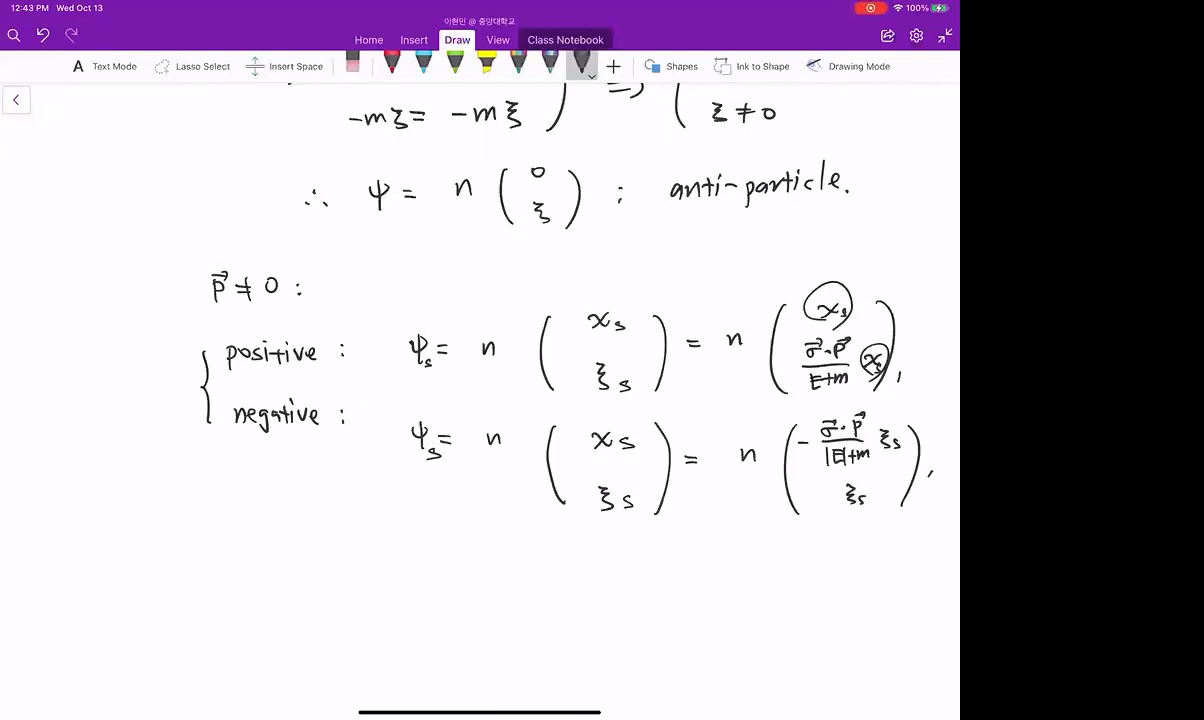 12:43 PM Wed Oct 13
100%
이현민 @ 중앙대학교
Home Insert Draw View Class Notebook
Text Mode Lasso Select Insert Space Shapes Ink to Shape Drawing Mode
-mξ = -mξ ) => ( ξ ≠ 0
∴ ψ = n ( 0 ξ ) : anti-particle.
p⃗ ≠ 0 :
positive : ψₛ = n ( χₛ ξₛ ) = n ( χₛ σ⃗·p⃗/E+m χₛ ),
negative : ψₛ = n ( χₛ ξₛ ) = n ( - σ⃗·p⃗/|E|+m ξₛ ξₛ ),